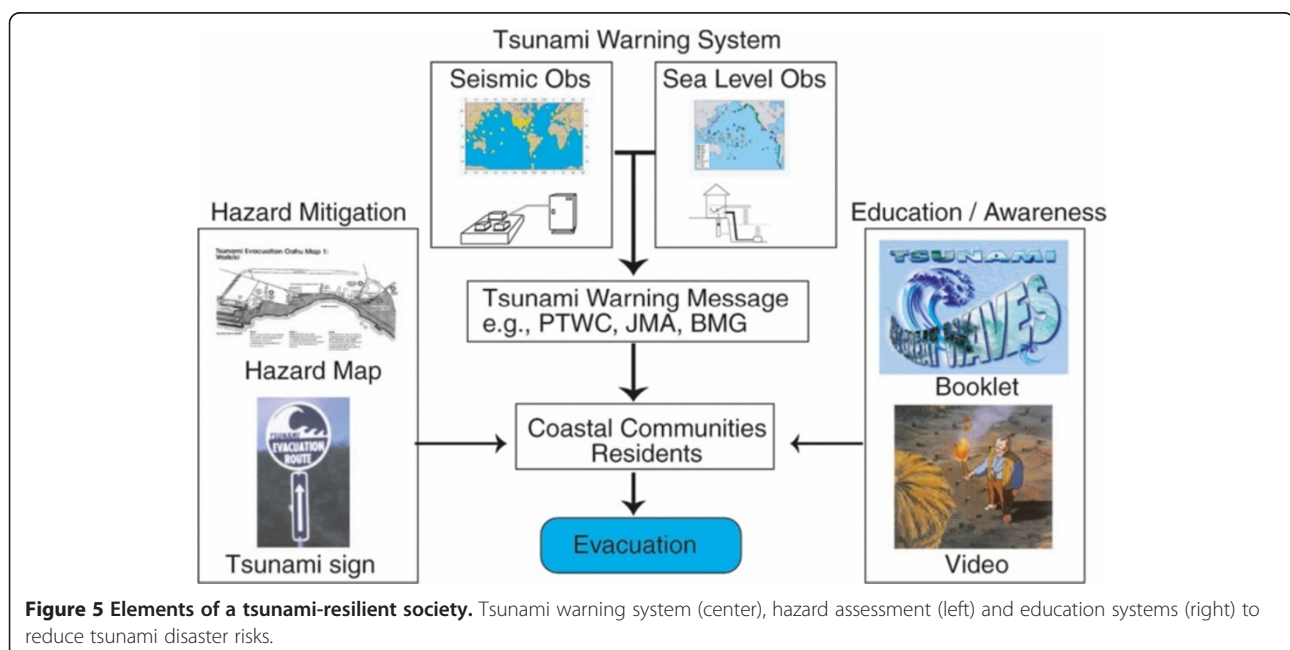 Tsunami Warning System
Seismic Obs
Sea Level Obs
Hazard Mitigation
Tsunami Evacuation Oahu Map 1:
Waikiki
Hazard Map
TSUNAMI
EVACUATION
ROUTE
Tsunami sign
Tsunami Warning Message
e.g., PTWC, JMA, BMG
Coastal Communities
Residents
Evacuation
Education / Awareness
TSUNAMI
GREAT WAVES
Booklet
Video
Figure 5 Elements of a tsunami-resilient society. Tsunami warning system (center), hazard assessment (left) and education systems (right) to
reduce tsunami disaster risks.